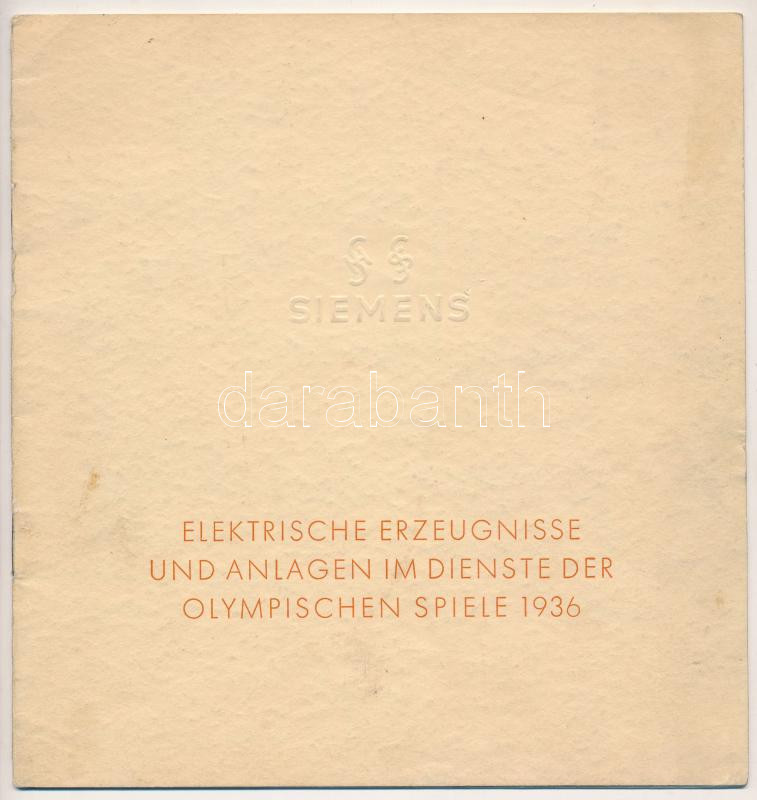 SIEMENS
darabanth
ELEKTRISCHE ERZEUGNISSE
UND ANLAGEN IM DIENSTE DER
OLYMPISCHEN SPIELE 1936